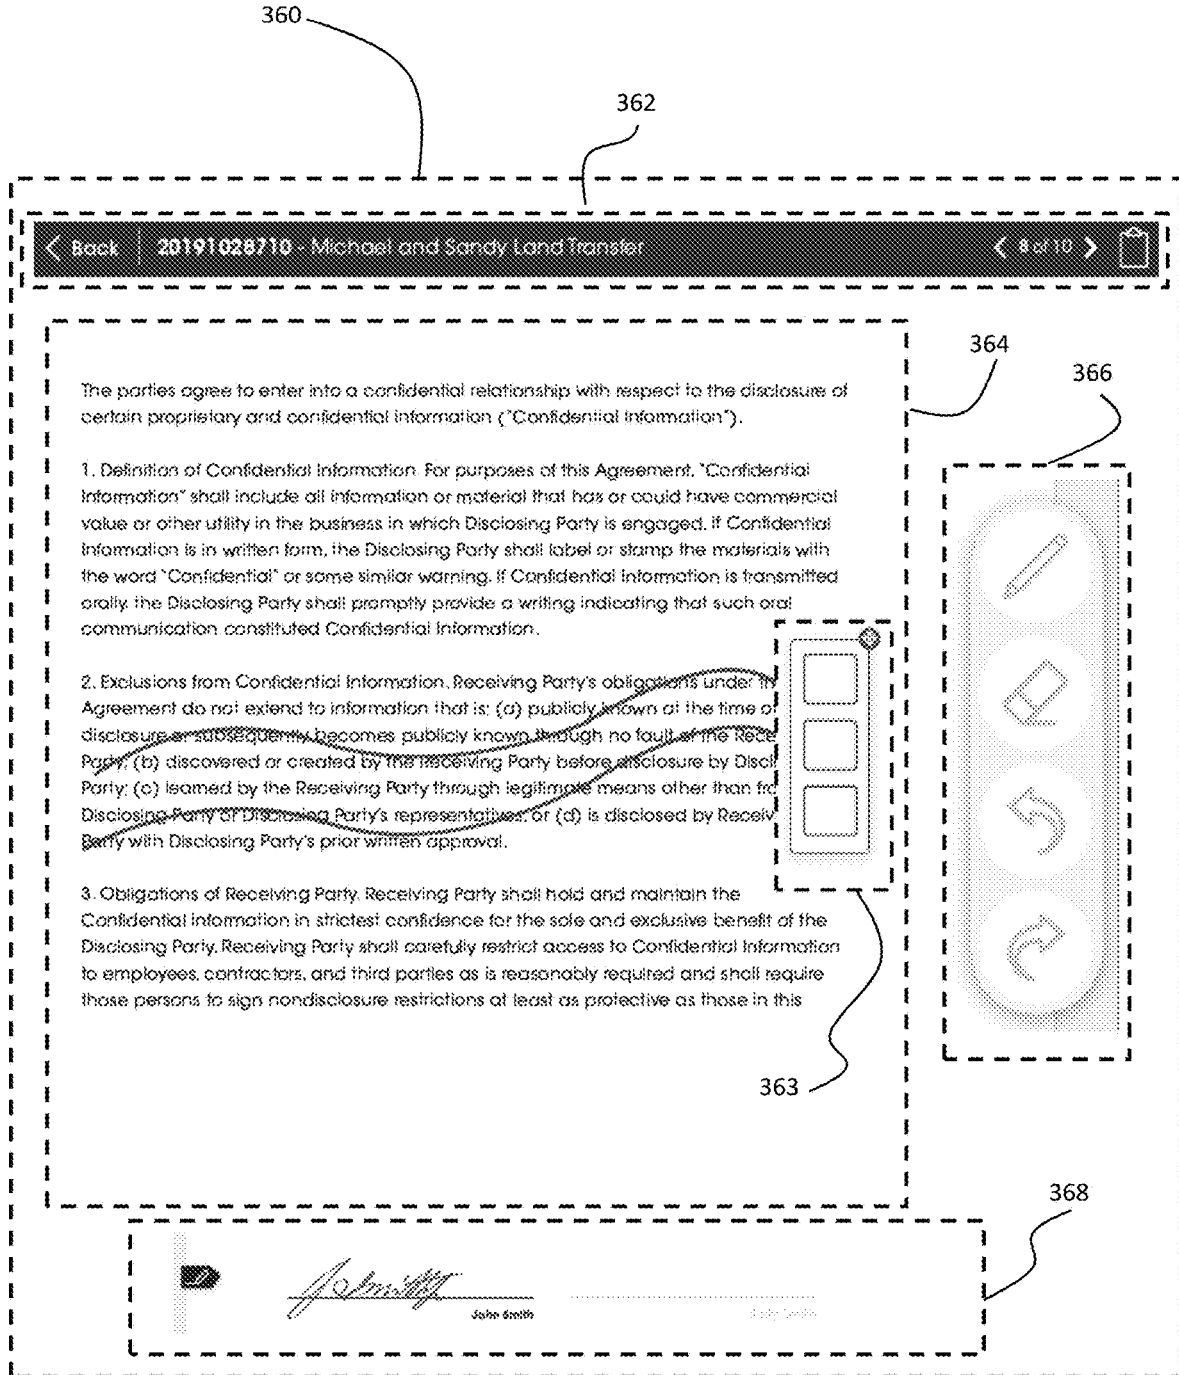 360
362
Back 20191028710 - Michael and Sandy Land Transfer 8 of 10
364
366
The parties agree to enter into a confidential relationship with respect to the disclosure of
certain proprietary and confidential information ("Confidential Information").
1. Definition of Confidential Information. For purposes of this Agreement, "Confidential
Information" shall include all information or material that has or could have commercial
value or other utility in the business in which Disclosing Party is engaged. If Confidential
Information is in written form, the Disclosing Party shall label or stamp the materials with
the word "Confidential" or some similar warning. If Confidential Information is transmitted
orally, the Disclosing Party shall promptly provide a writing indicating that such oral
communication constituted Confidential Information.
2. Exclusions from Confidential Information. Receiving Party's obligations under th
Agreement do not extend to information that is: (a) publicly known at the time of
disclosure or subsequently becomes publicly known through no fault of the Rece
Party; (b) discovered or created by the Receiving Party before disclosure by Discl
Party; (c) learned by the Receiving Party through legitimate means other than fro
Disclosing Party or Disclosing Party's representatives; or (d) is disclosed by Receiv
Party with Disclosing Party's prior written approval.
3. Obligations of Receiving Party. Receiving Party shall hold and maintain the
Confidential Information in strictest confidence for the sole and exclusive benefit of the
Disclosing Party. Receiving Party shall carefully restrict access to Confidential Information
to employees, contractors, and third parties as is reasonably required and shall require
those persons to sign nondisclosure restrictions at least as protective as those in this
363
368
John Smith